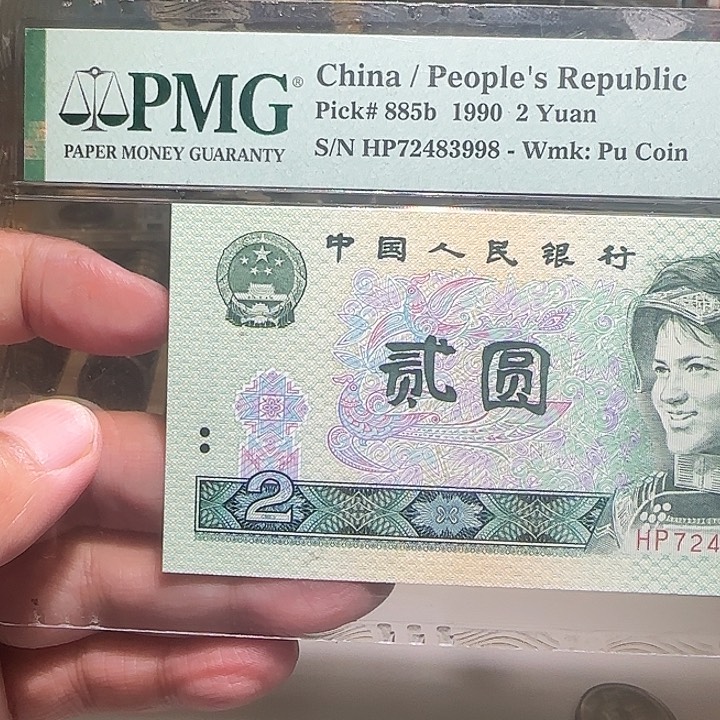 PMG®
PAPER MONEY GUARANTY
China / People's Republic
Pick# 885b 1990 2 Yuan
S/N HP72483998 - Wmk: Pu Coin
中国人民银行
贰圆
2
HP724